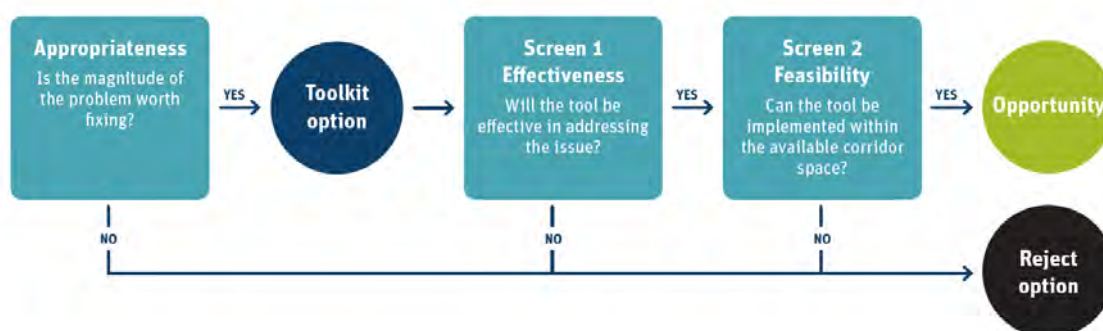 Appropriateness
Is the magnitude of
the problem worth
fixing?
YES
Toolkit
option
Screen 1
Effectiveness
Will the tool be
effective in addressing
the issue?
YES
Screen 2
Feasibility
Can the tool be
implemented within
the available corridor
space?
YES
Opportunity
NO
NO
NO
Reject
option